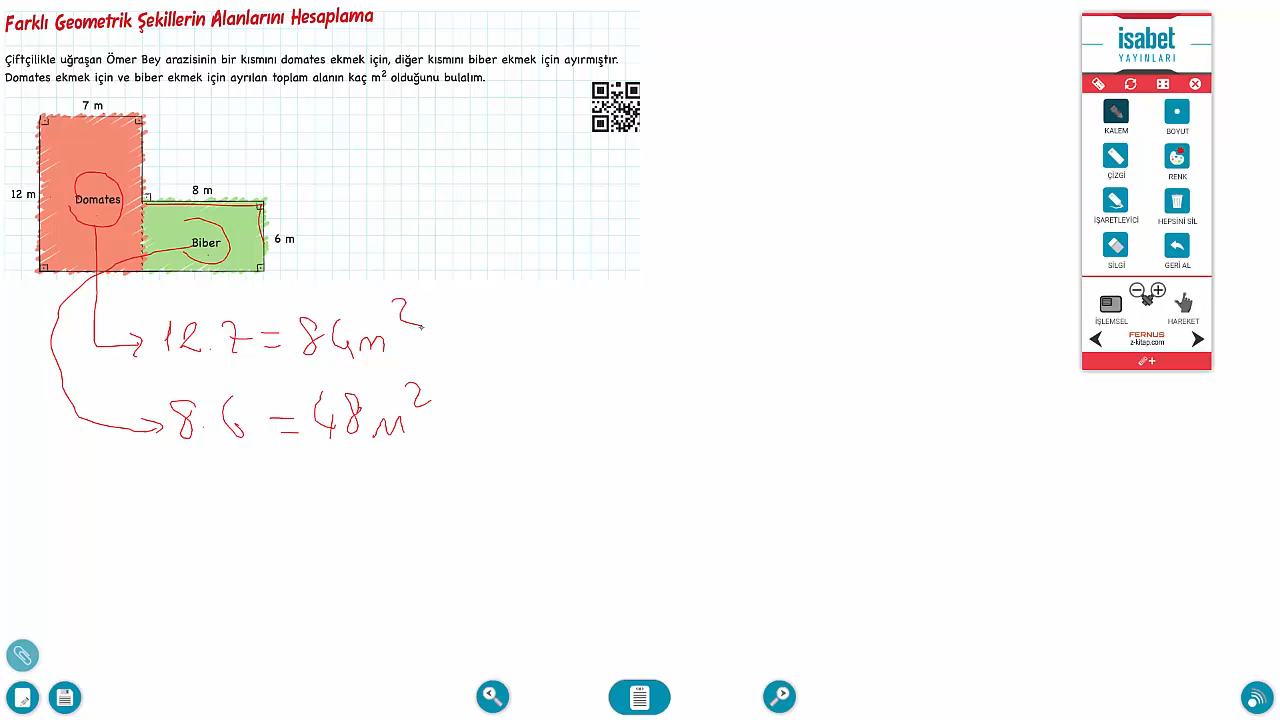 Farklı Geometrik Şekillerin Alanlarını Hesaplama
Çiftçilikle uğraşan Ömer Bey arazisinin bir kısmını domates ekmek için, diğer kısmını biber ekmek için ayırmıştır.
Domates ekmek için ve biber ekmek için ayrılan toplam alanın kaç m² olduğunu bulalım.
7 m
12 m
Domates
8 m
Biber
6 m
12.7 = 84m²
8.6 = 48m²
isabet
YAYINLARI
KALEM
BOYUT
ÇİZGİ
RENK
İŞARETLEYİCİ
HEPSİNİ SİL
SİLGİ
GERİ AL
İŞLEMSEL
HAREKET
FERNUS
z-kitap.com